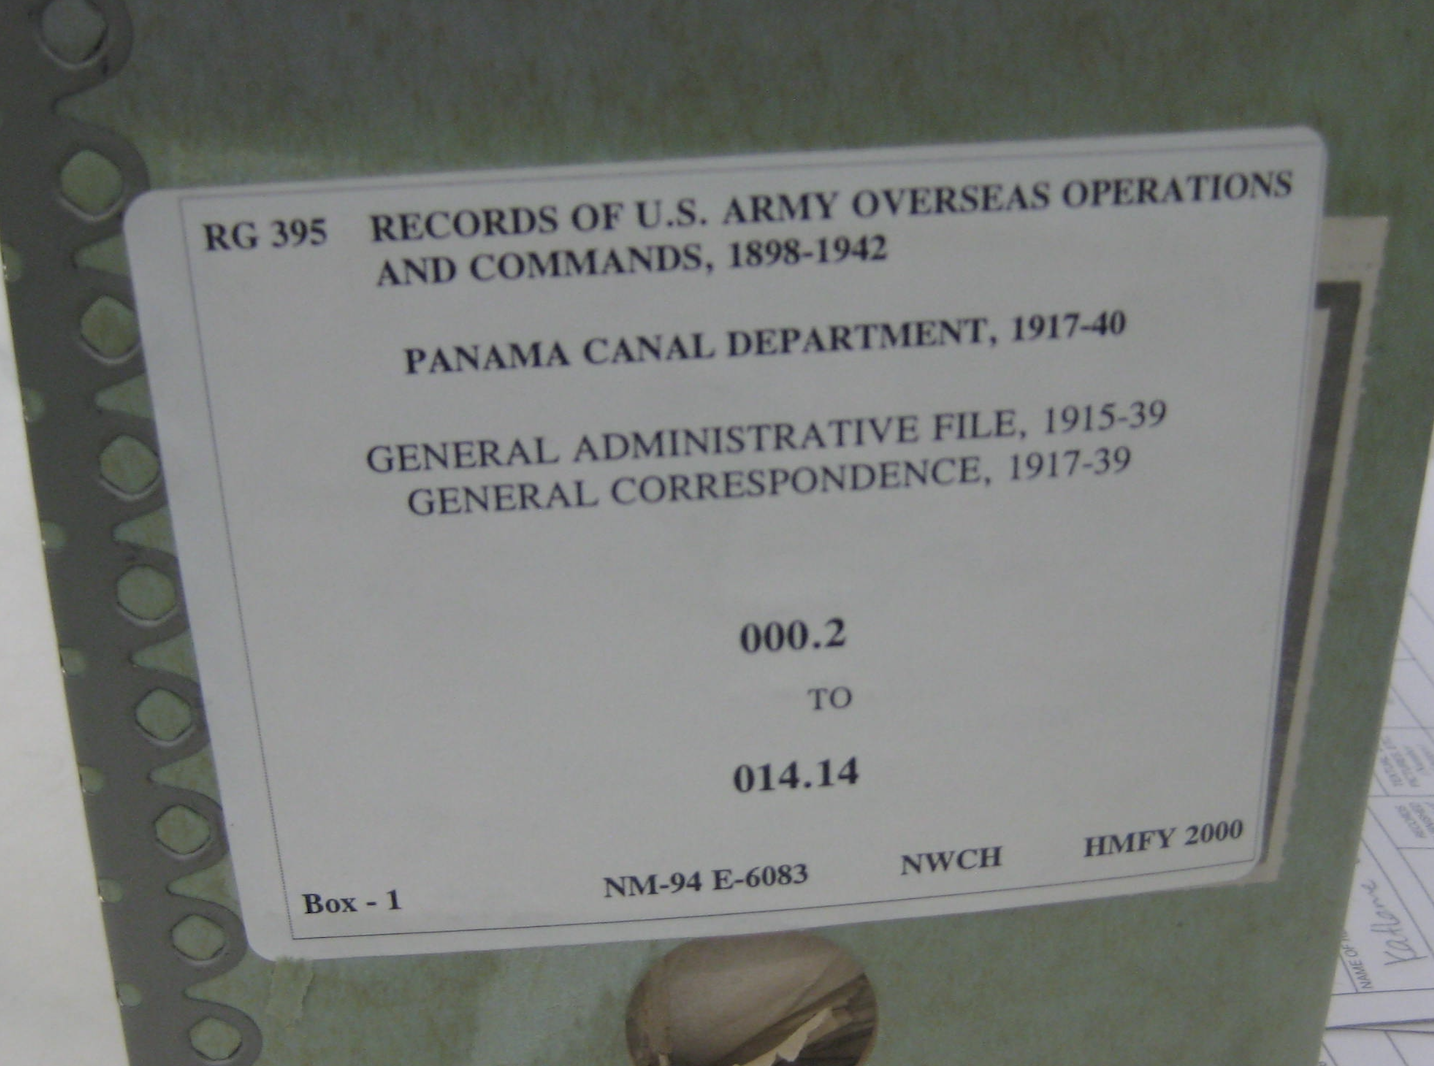 RG 395 RECORDS OF U.S. ARMY OVERSEAS OPERATIONS
AND COMMANDS, 1898-1942
PANAMA CANAL DEPARTMENT, 1917-40
GENERAL ADMINISTRATIVE FILE, 1915-39
GENERAL CORRESPONDENCE, 1917-39
000.2
TO
014.14
Box - 1 NM-94 E-6083 NWCH HMFY 2000
NAME OF